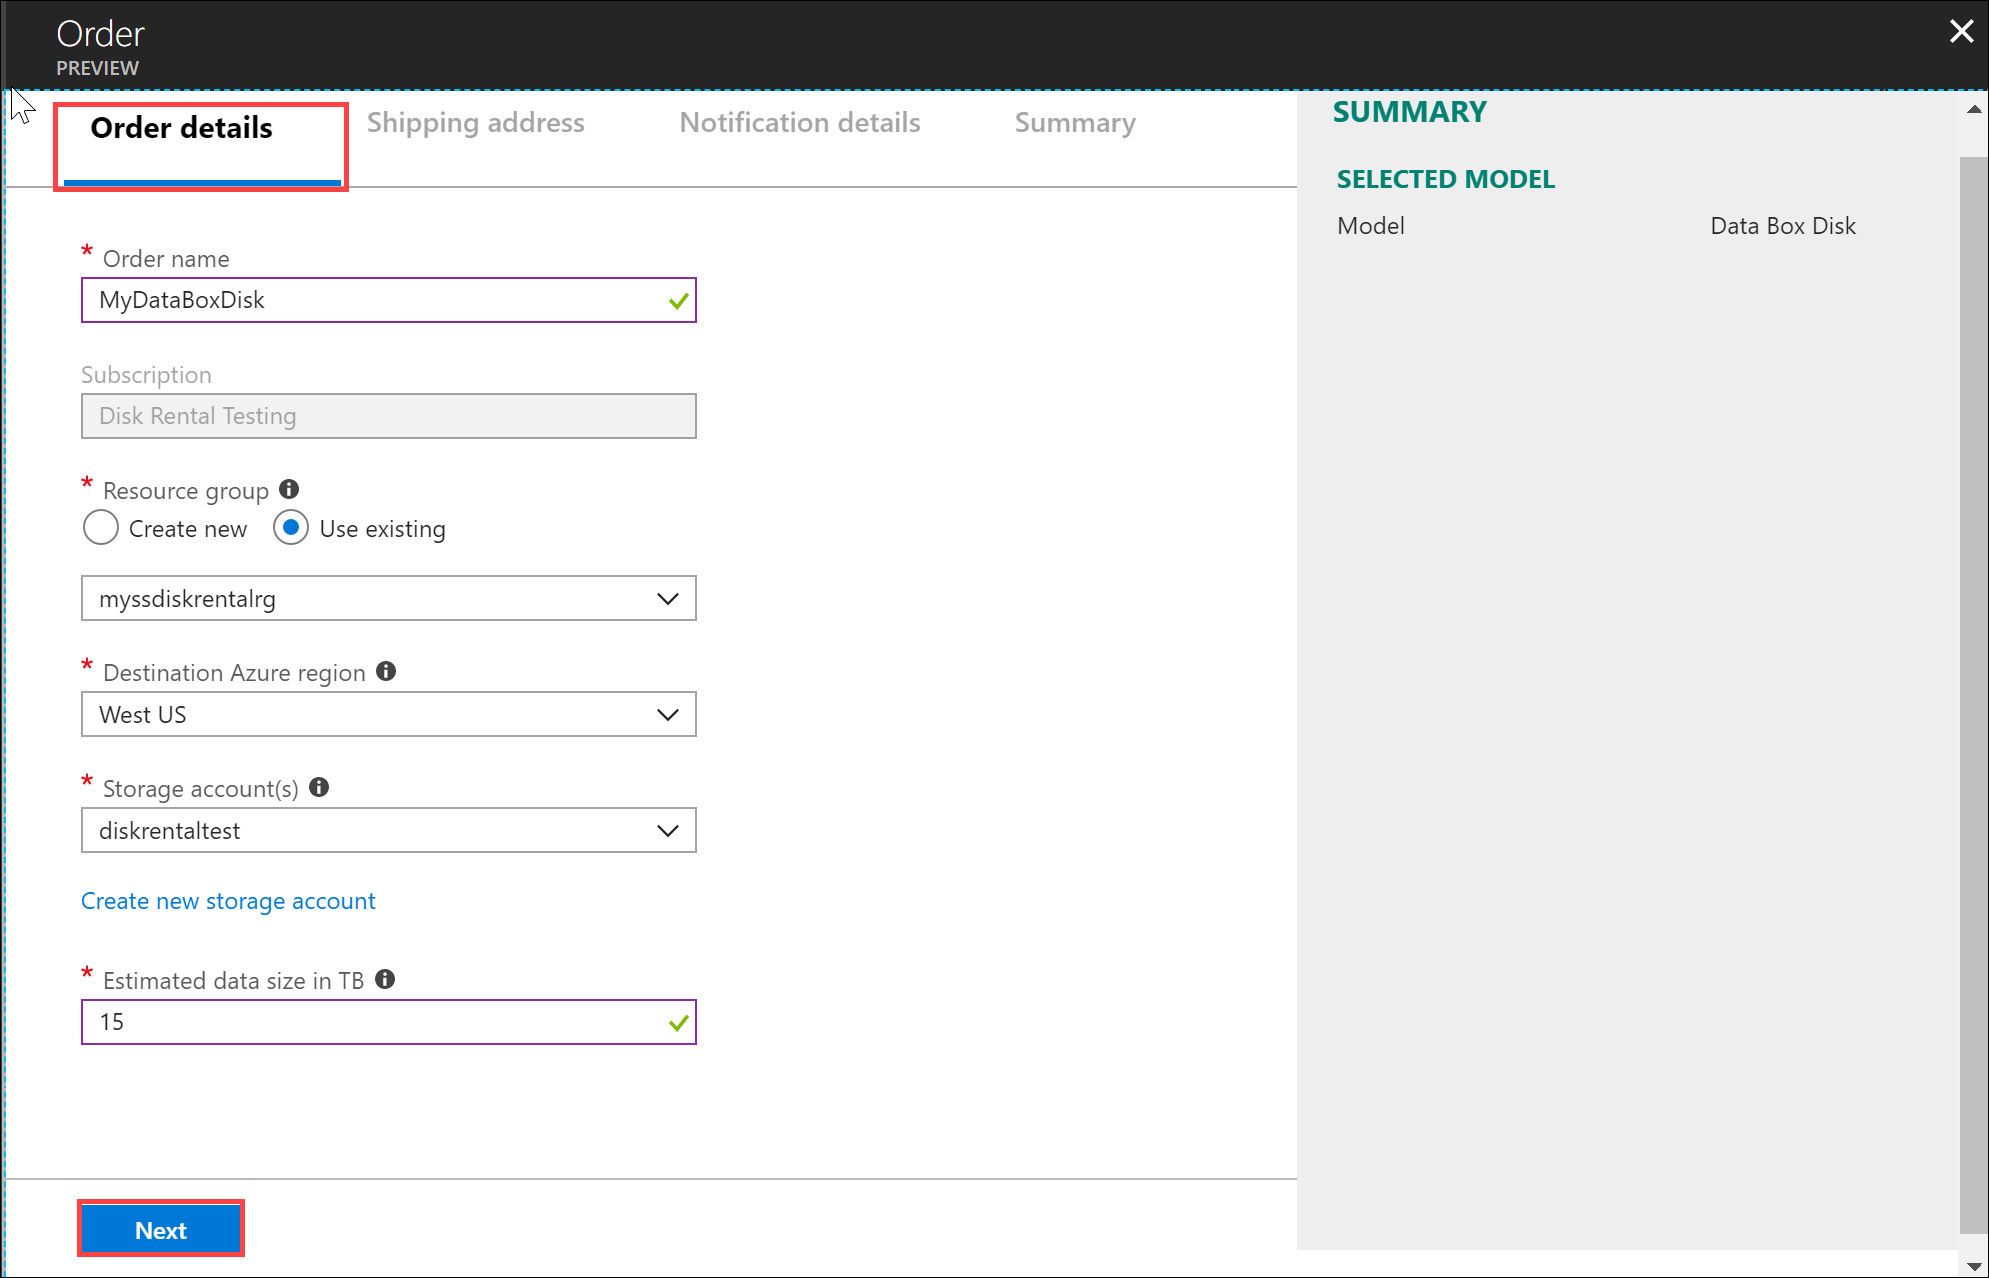 Order
PREVIEW
Order details
Shipping address
Notification details
Summary
* Order name
MyDataBoxDisk
Subscription
Disk Rental Testing
* Resource group
Create new
Use existing
myssdiskrentalrg
* Destination Azure region
West US
* Storage account(s)
diskrentaltest
Create new storage account
* Estimated data size in TB
15
Next
SUMMARY
SELECTED MODEL
Model
Data Box Disk